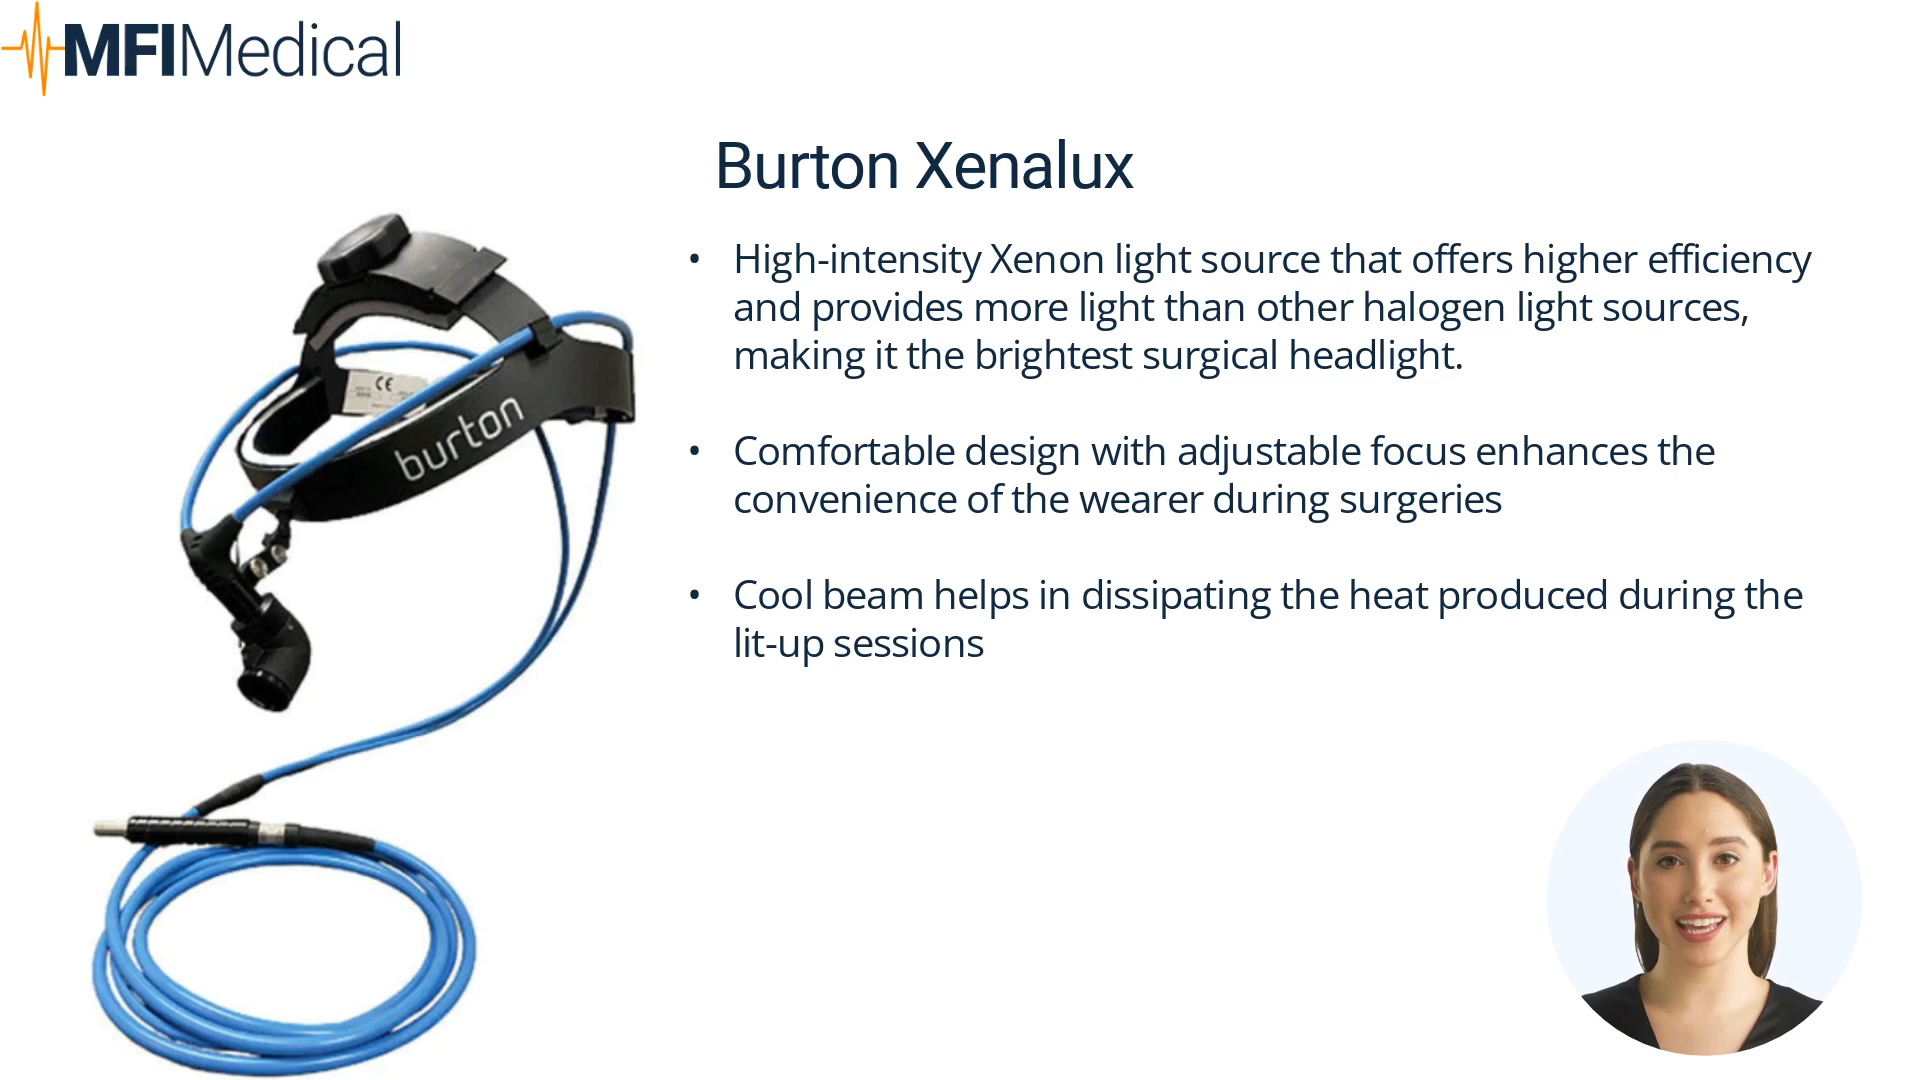 MFIMedical
Burton Xenalux
• High-intensity Xenon light source that offers higher efficiency
and provides more light than other halogen light sources,
making it the brightest surgical headlight.
• Comfortable design with adjustable focus enhances the
convenience of the wearer during surgeries
• Cool beam helps in dissipating the heat produced during the
lit-up sessions
CE
burton